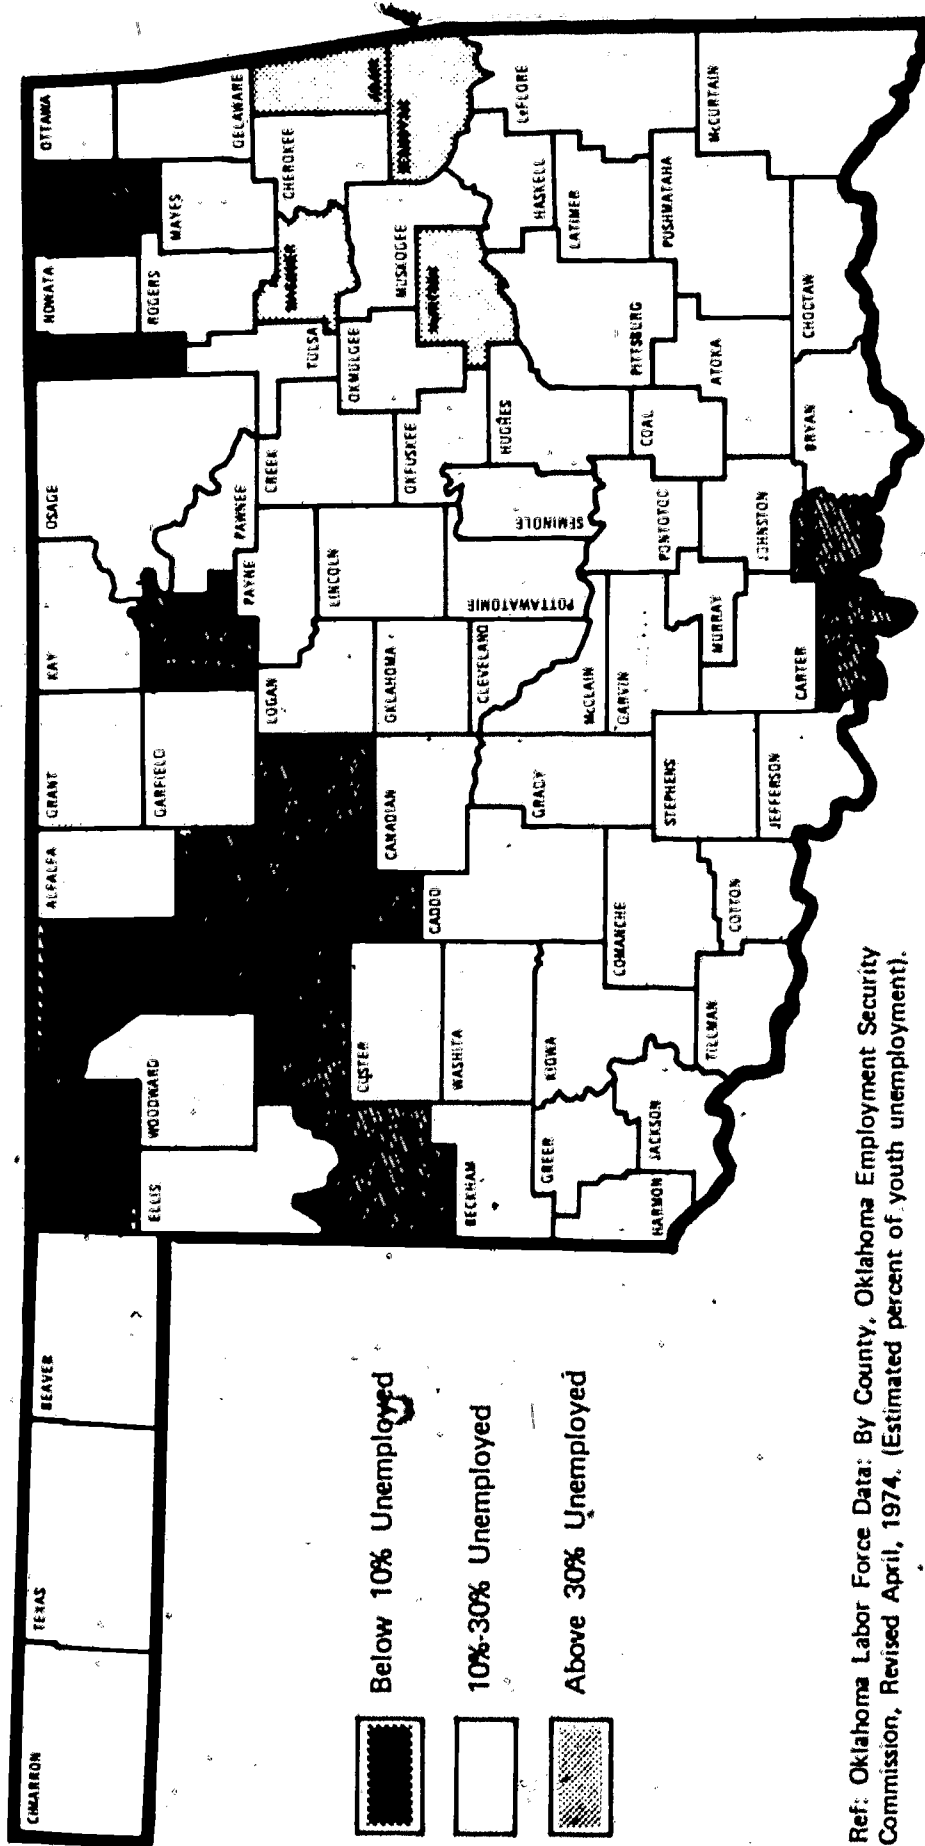 CIMARRON
TEXAS
BEAVER
ELLIS
WOODWARD
ALFALFA
GRANT
KAY
OSAGE
NOWATA
OTTAWA
GARFIELD
PAWNEE
ROGERS
MAYES
DELAWARE
PAYNE
CREEK
TULSA
WAGONER
CHEROKEE
ADAIR
LOGAN
LINCOLN
OKMULGEE
MUSKOGEE
SEQUOYAH
CUSTER
CANADIAN
OKLAHOMA
OKFUSKEE
McINTOSH
BECKHAM
WASHITA
CADDO
CLEVELAND
POTTAWATOMIE
SEMINOLE
HUGHES
HASKELL
LeFLORE
GREER
KIOWA
GRADY
McCLAIN
PITTSBURG
LATIMER
HARMON
JACKSON
COMANCHE
GARVIN
PONTOTOC
COAL
PUSHMATAHA
McCURTAIN
TILLMAN
COTTON
STEPHENS
MURRAY
JOHNSTON
ATOKA
JEFFERSON
CARTER
BRYAN
CHOCTAW
Below 10% Unemployed
10%-30% Unemployed
Above 30% Unemployed
Ref: Oklahoma Labor Force Data: By County, Oklahoma Employment Security
Commission, Revised April, 1974. (Estimated percent of youth unemployment).